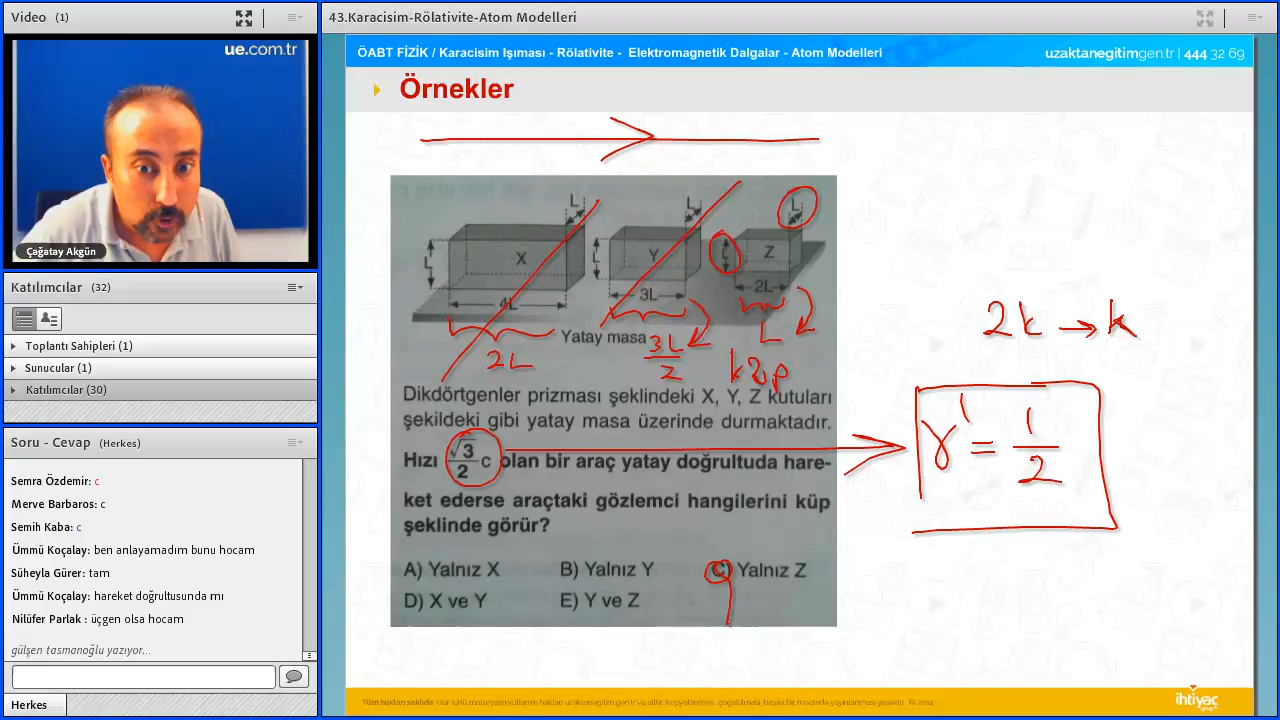 Video (1)
ue.com.tr
Çağatay Akgün
Katılımcılar (32)
Toplantı Sahipleri (1)
Sunucular (1)
Katılımcılar (30)
Soru - Cevap (Herkes)
Semra Özdemir: c
Merve Barbaros: c
Semih Kaba: c
Ümmü Koçalay: ben anlayamadım bunu hocam
Süheyla Gürer: tam
Ümmü Koçalay: hareket doğrultusunda mı
Nilüfer Parlak : üçgen olsa hocam
gülşen tasmanoğlu yazıyor...
Herkes
43.Karacisim-Rölativite-Atom Modelleri
ÖABT FİZİK / Karacisim Işıması - Rölativite - Elektromagnetik Dalgalar - Atom Modelleri
uzaktanegitimgen.tr | 444 32 69
Örnekler
L L L
X Y Z
L L L
4L 3L 2L
Yatay masa
2L 3L/2 L
küp
Dikdörtgenler prizması şeklindeki X, Y, Z kutuları
şekildeki gibi yatay masa üzerinde durmaktadır.
Hızı √3/2 c olan bir araç yatay doğrultuda hare-
ket ederse araçtaki gözlemci hangilerini küp
şeklinde görür?
A) Yalnız X B) Yalnız Y C) Yalnız Z
D) X ve Y E) Y ve Z
2k → k
γ' = 1/2
Tüm hakları saklıdır.
© 2014
ihtiyaç